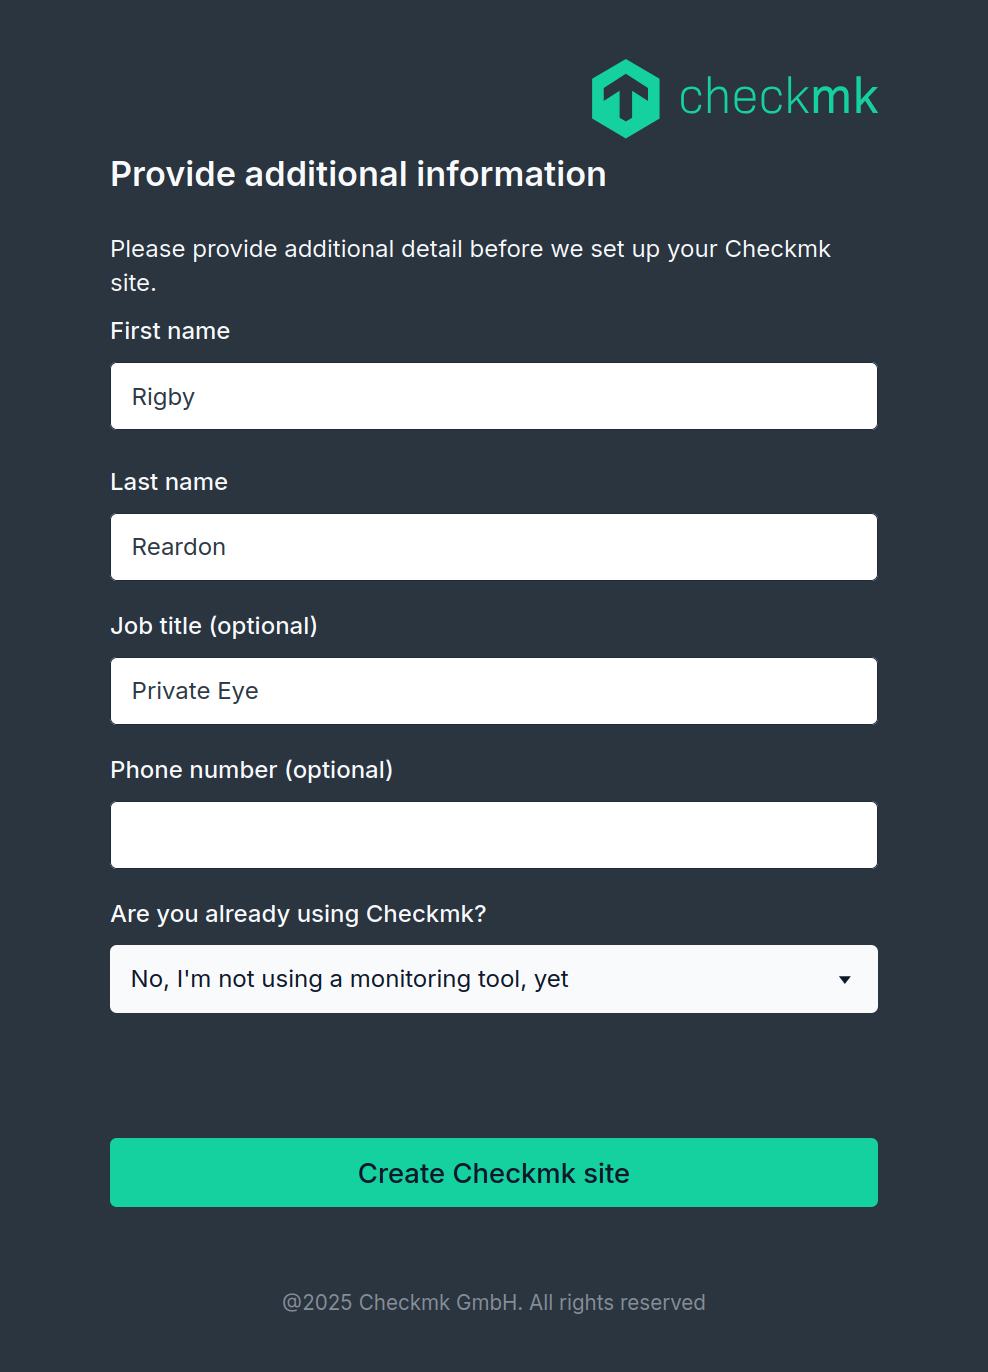 checkmk
Provide additional information
Please provide additional detail before we set up your Checkmk
site.
First name
Rigby
Last name
Reardon
Job title (optional)
Private Eye
Phone number (optional)
Are you already using Checkmk?
No, I'm not using a monitoring tool, yet
Create Checkmk site
@2025 Checkmk GmbH. All rights reserved